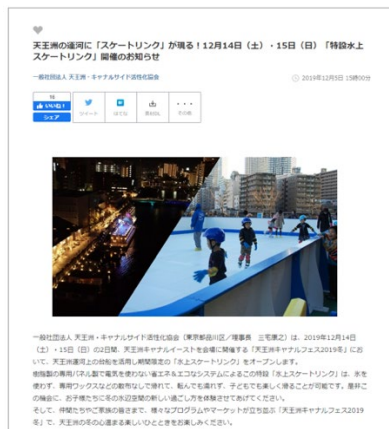 天王洲の運河に「スケートリンク」が現る！12月14日（土）・15日（日）「特設水上
スケートリンク」開催のお知らせ
一般社団法人 天王洲・キャナルサイド活性化協会
2019年12月5日 15時00分
いいね！
シェア
ツイート
はてな
素材DL
その他
一般社団法人 天王洲・キャナルサイド活性化協会（東京都品川区／理事長　三宅康之）は、2019年12月14日
（土）・15日（日）の2日間、天王洲キャナルイーストを会場に開催する「天王洲キャナルフェス2019冬」にお
いて、天王洲運河上の台船を活用し期間限定の「水上スケートリンク」をオープンします。
樹脂製の専用パネル製で電気を使わない省エネ＆エコなシステムによるこの特設「水上スケートリンク」は、氷を
使わず、専用ワックスなどの塗布なしで滑れて、転んでも濡れず、子どもでも楽しく滑ることが可能です。是非こ
の機会に、お子様たちに冬の水辺空間の新しい過ごし方を体験させてあげてください。
そして、仲間たちやご家族の皆さまで、様々なプログラムやマーケットが立ち並ぶ「天王洲キャナルフェス2019
冬」で、天王洲の冬の心温まる楽しいひとときをお楽しみください。